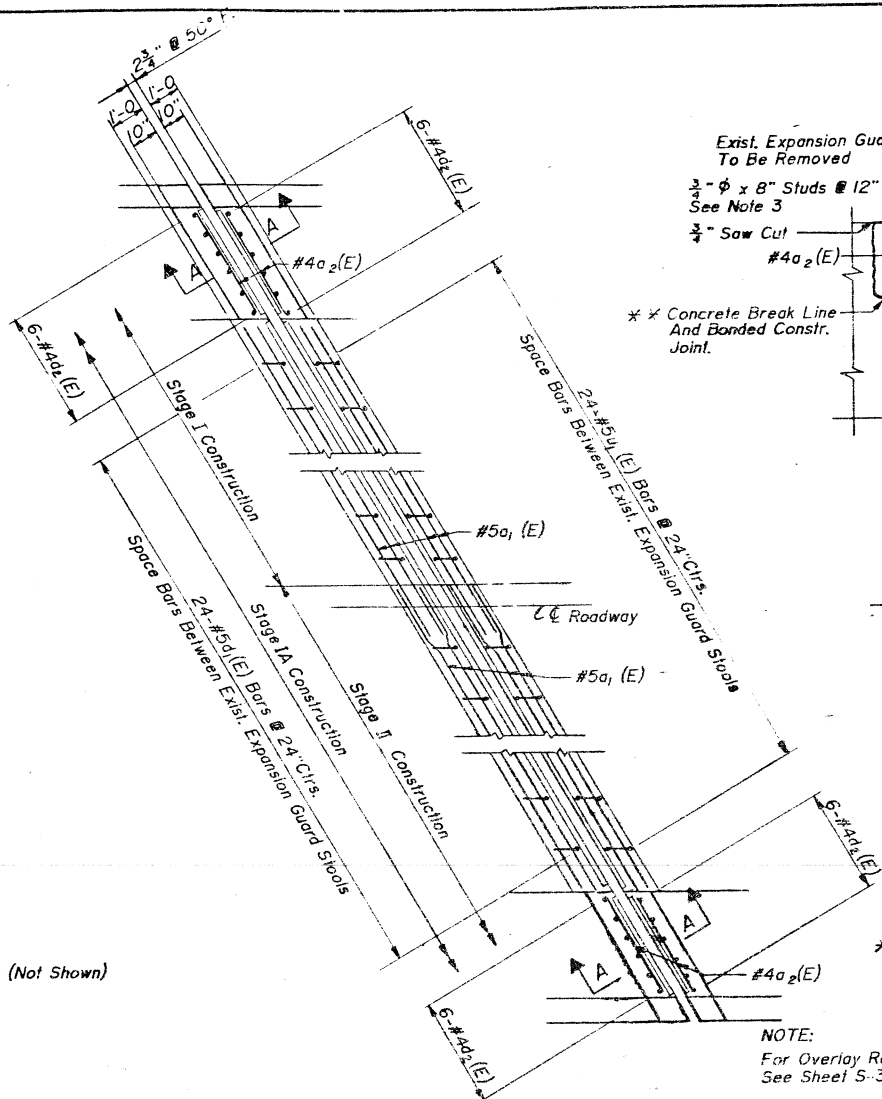 2 3/4" @ 50° F.
1'-0
1'-0
10"
10"
6-#4d2(E)
Exist. Expansion
To Be Removed
3/4" ϕ x 8" Studs @ 12"
See Note 3
3/4" Saw Cut
#4a2(E)
** Concrete Break Line
And Bonded Constr.
Joint.
A
A
#4a2(E)
6-#4d2(E)
Stage I Construction
Space Bars Between Exist. Expansion Guard Stools
24-#5d1(E) Bars @ 24"Ctrs.
Stage IA Construction
Stage II Construction
24-#5 (E) Bars @ 24"Ctrs.
Space Bars Between Exist. Expansion Guard Stools
#5a1 (E)
℄ Roadway
#5a1 (E)
6-#4d2(E)
A
A
#4a2(E)
6-#4d2(E)
(Not Shown)
*
NOTE:
For Overlay
See Sheet S-3